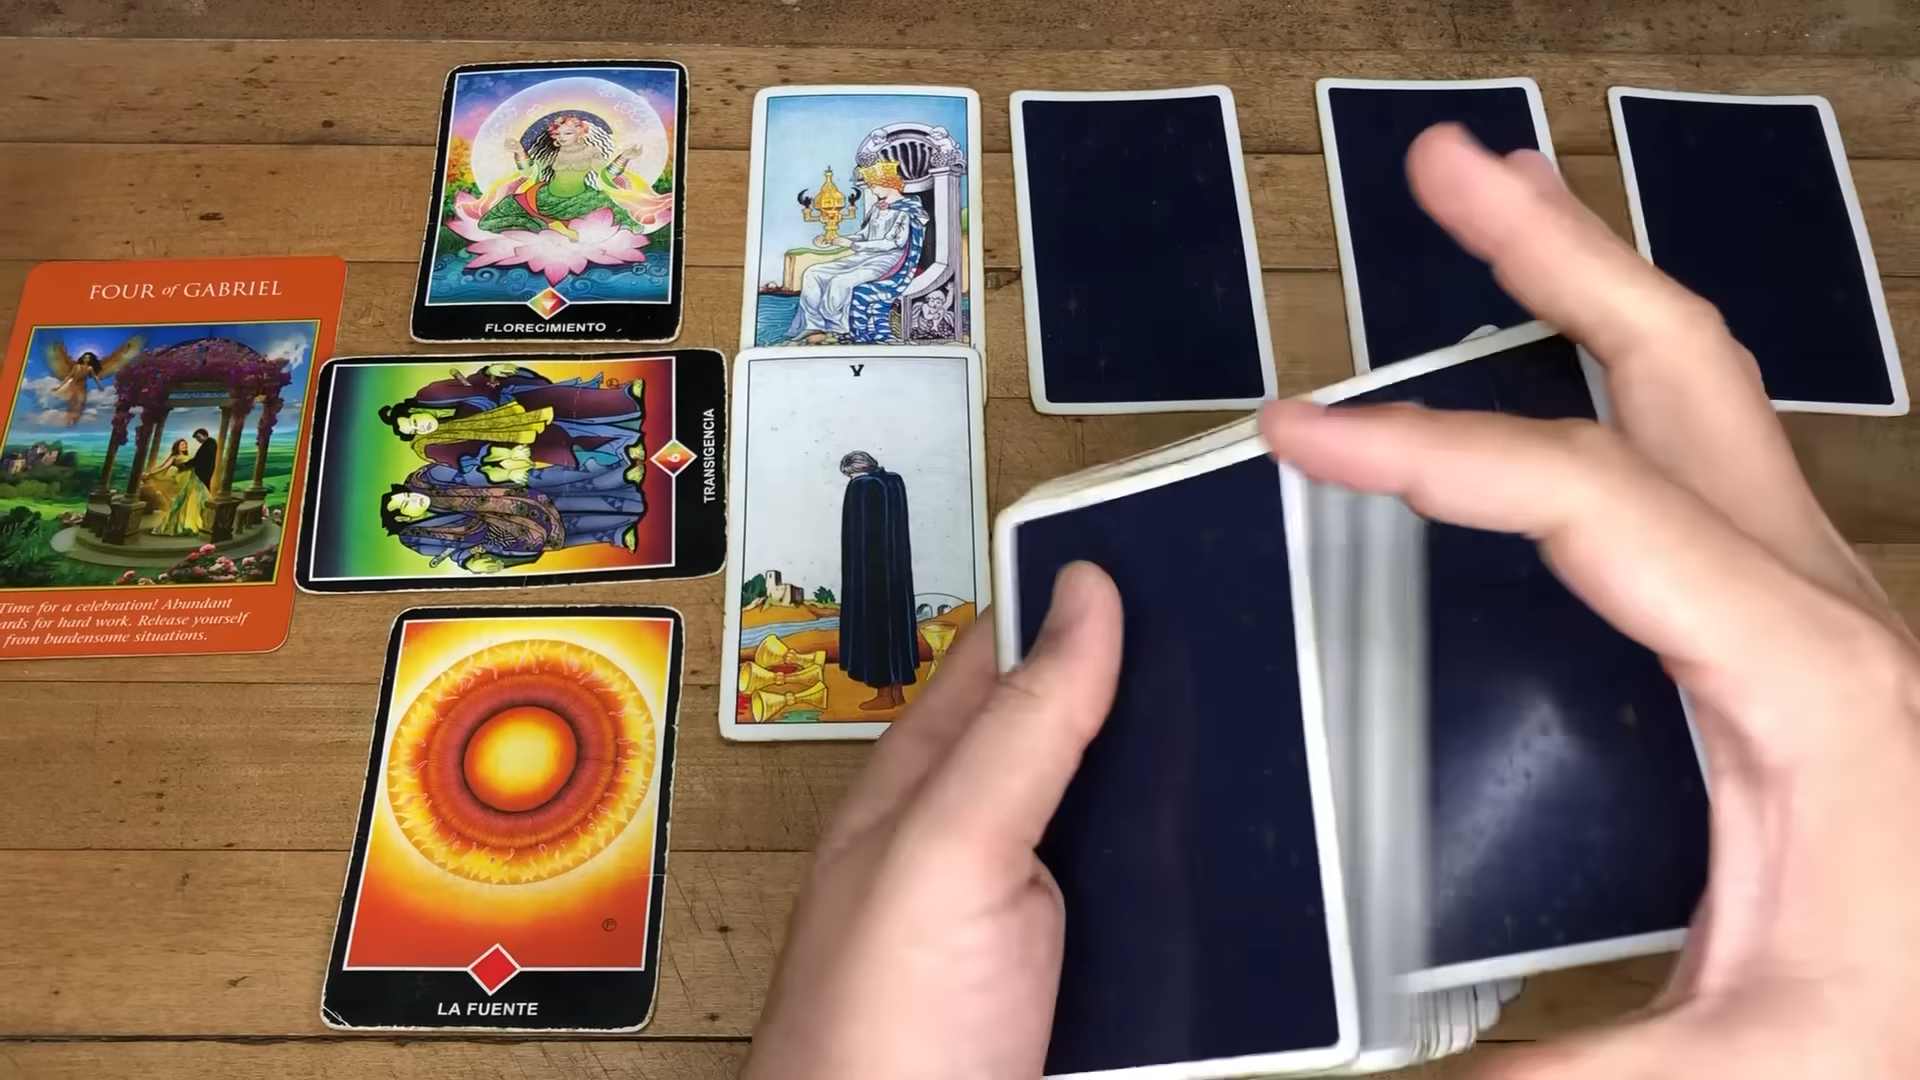 FOUR of GABRIEL
Time for a celebration! Abundant
for hard work. Release yourself
from burdensome situations.
FLORECIMIENTO
6
TRANSIGENCIA
V
LA FUENTE